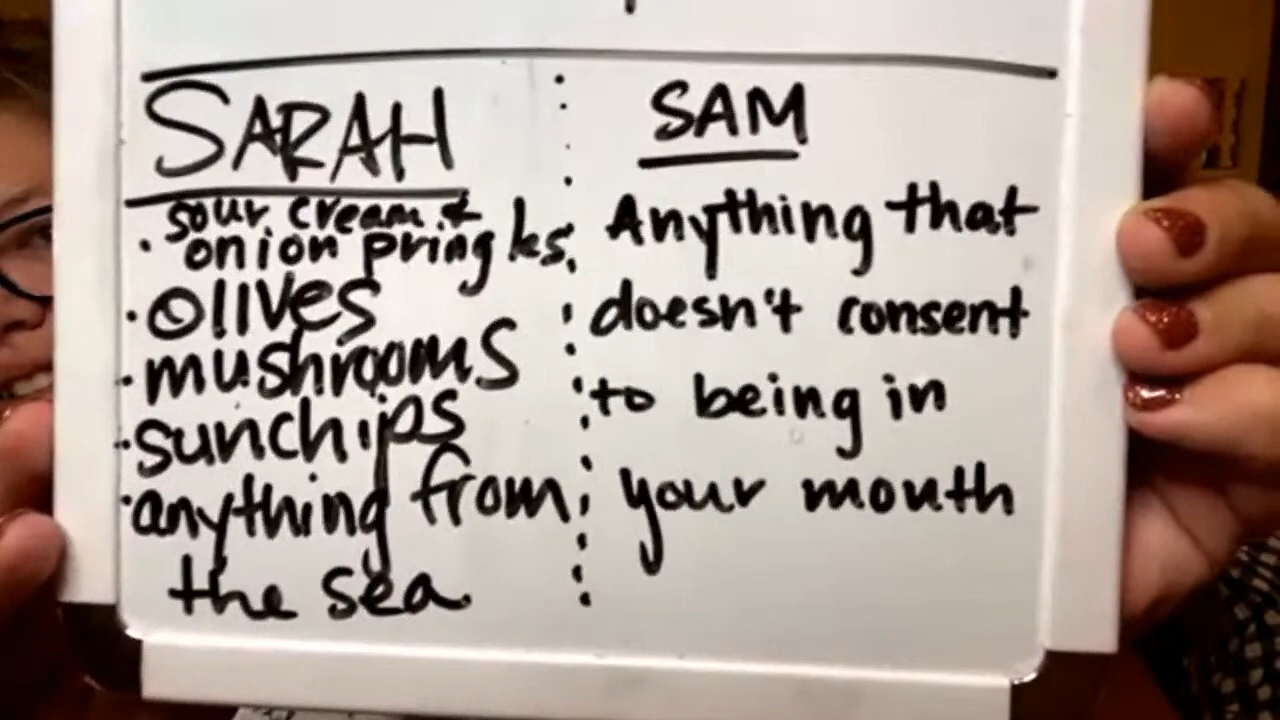 SARAH
· sour cream &
onion pringles
· olives
· mushrooms
· sunchips
· anything from
the sea
SAM
Anything that
doesn't consent
to being in
your mouth